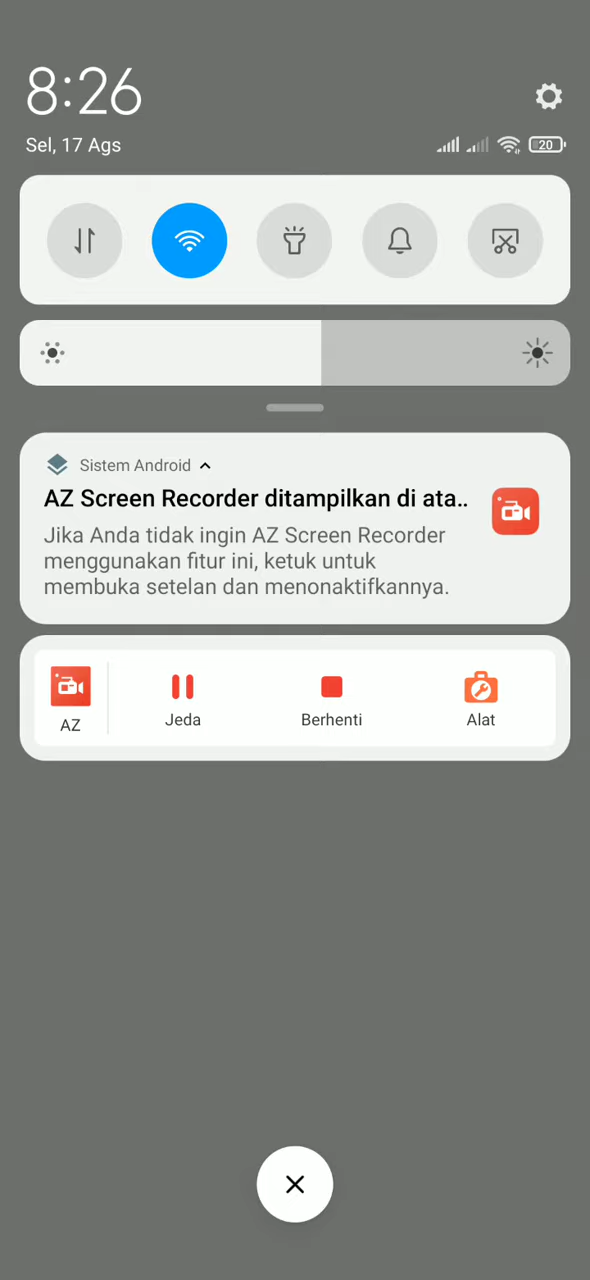 8:26
Sel, 17 Ags
20
Sistem Android
AZ Screen Recorder ditampilkan di ata..
Jika Anda tidak ingin AZ Screen Recorder
menggunakan fitur ini, ketuk untuk
membuka setelan dan menonaktifkannya.
AZ
Jeda
Berhenti
Alat